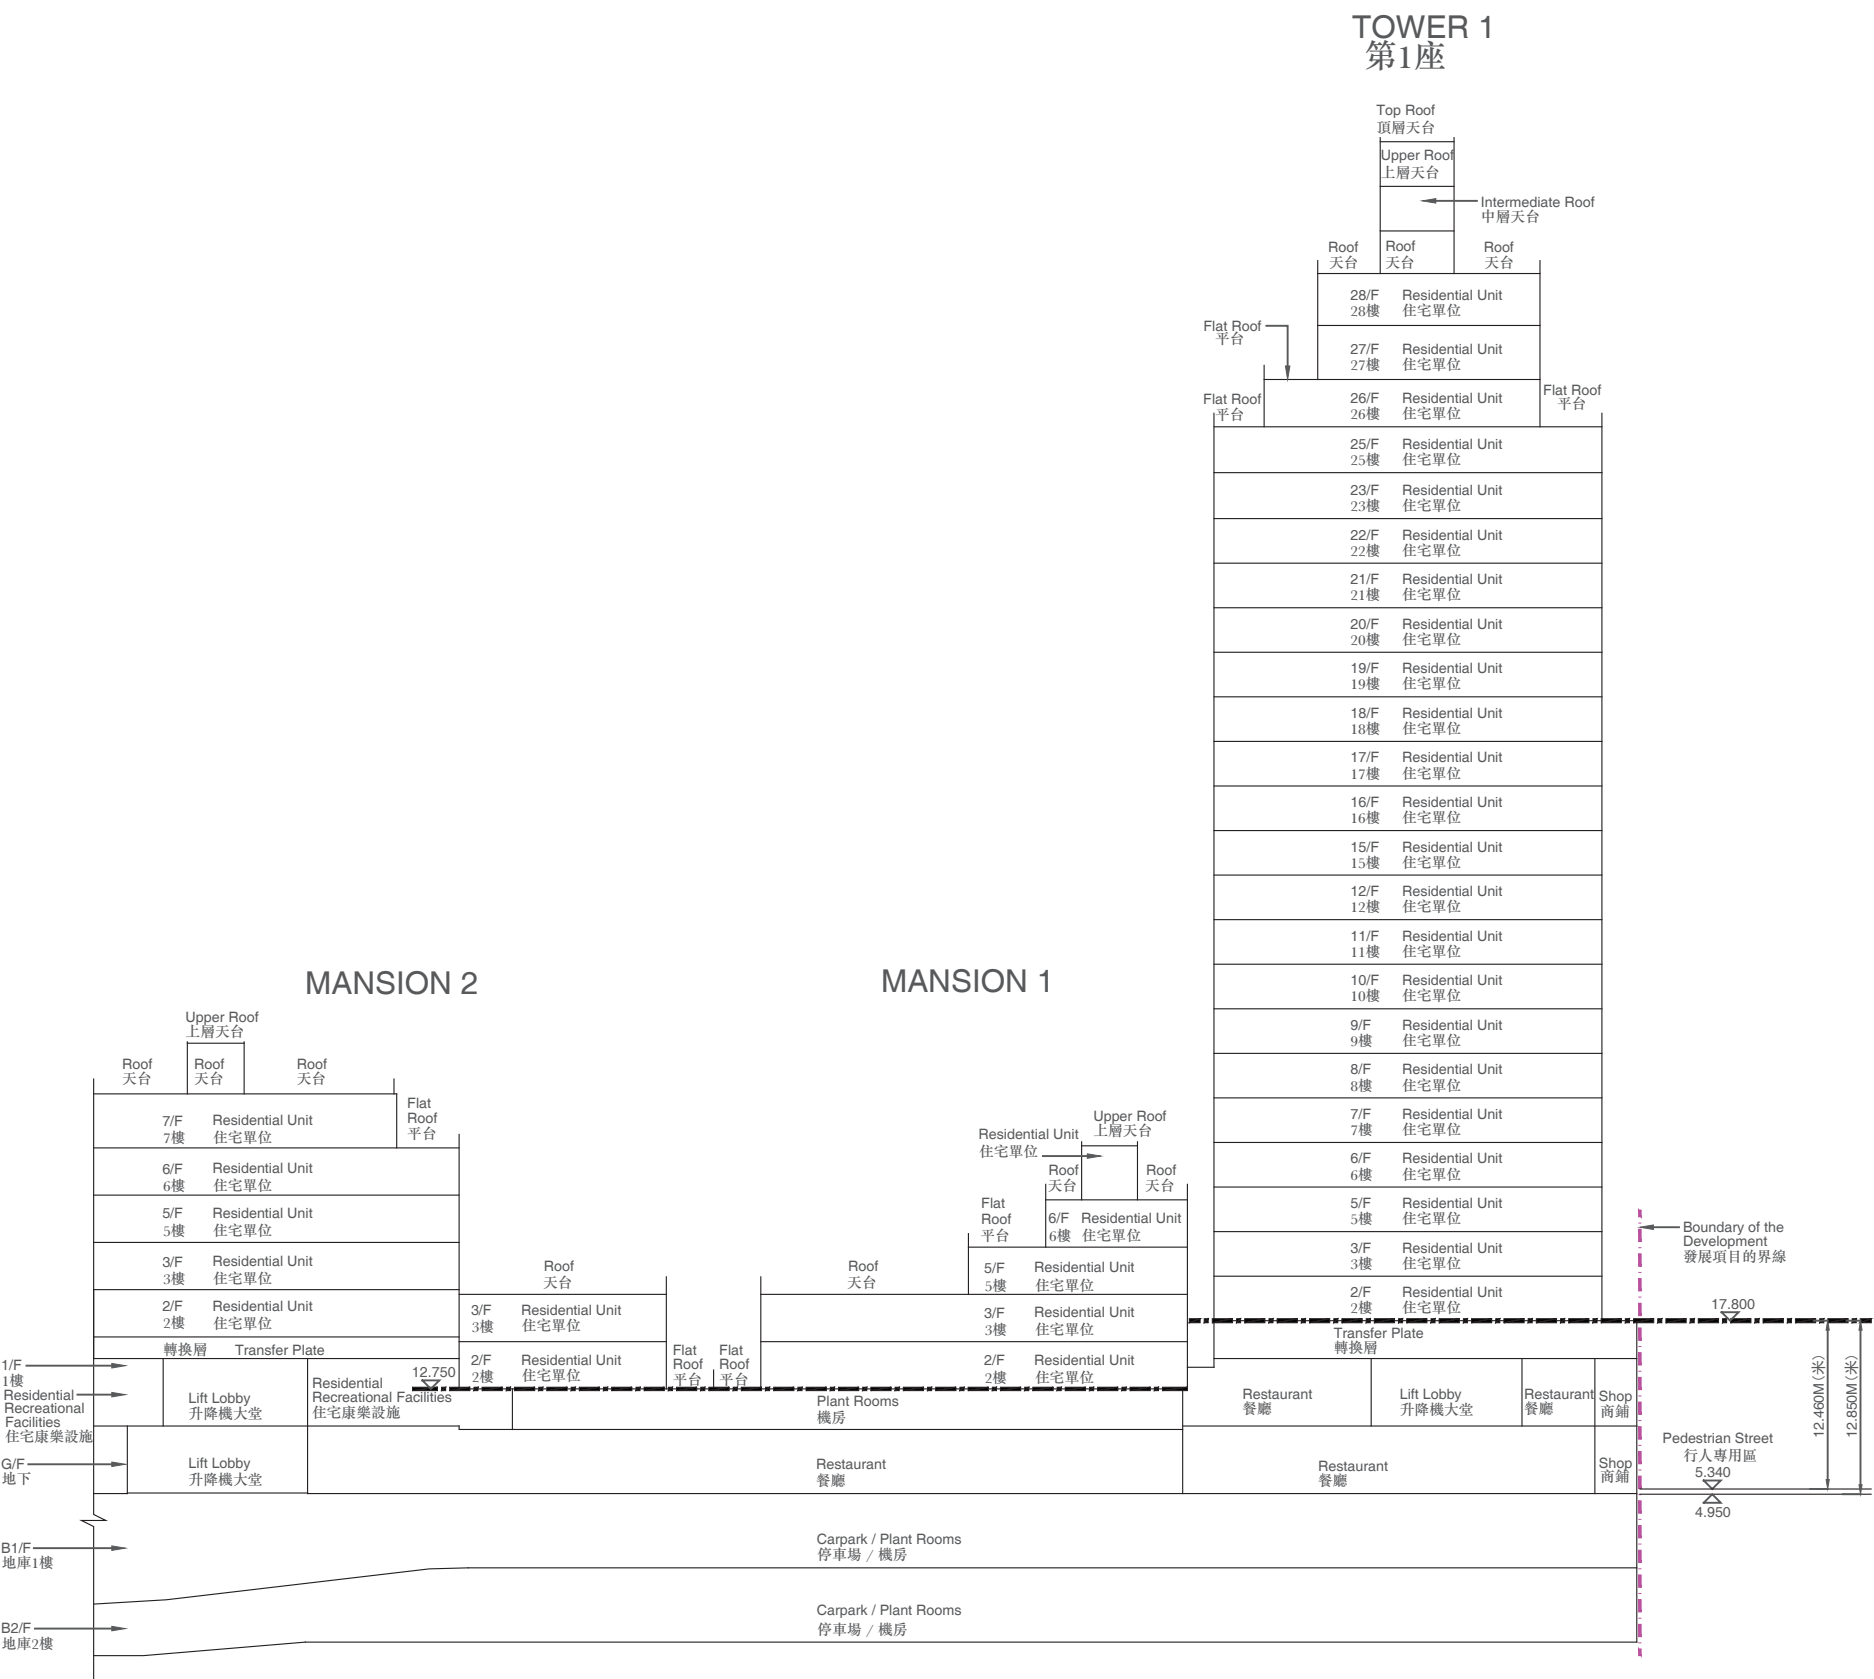 TOWER 1
第1座
Top Roof
頂層天台
Upper Roof
上層天台
Intermediate Roof
中層天台
Roof
天台
Roof
天台
Roof
天台
28/F Residential Unit
28樓 住宅單位
Flat Roof
平台
27/F Residential Unit
27樓 住宅單位
Flat Roof
平台
26/F Residential Unit
26樓 住宅單位
Flat Roof
平台
25/F Residential Unit
25樓 住宅單位
23/F Residential Unit
23樓 住宅單位
22/F Residential Unit
22樓 住宅單位
21/F Residential Unit
21樓 住宅單位
20/F Residential Unit
20樓 住宅單位
19/F Residential Unit
19樓 住宅單位
18/F Residential Unit
18樓 住宅單位
17/F Residential Unit
17樓 住宅單位
16/F Residential Unit
16樓 住宅單位
15/F Residential Unit
15樓 住宅單位
12/F Residential Unit
12樓 住宅單位
11/F Residential Unit
11樓 住宅單位
10/F Residential Unit
10樓 住宅單位
9/F Residential Unit
9樓 住宅單位
8/F Residential Unit
8樓 住宅單位
7/F Residential Unit
7樓 住宅單位
6/F Residential Unit
6樓 住宅單位
5/F Residential Unit
5樓 住宅單位
3/F Residential Unit
3樓 住宅單位
2/F Residential Unit
2樓 住宅單位
Transfer Plate
轉換層
MANSION 2
Upper Roof
上層天台
Roof
天台
Roof
天台
Roof
天台
7/F Residential Unit
7樓 住宅單位
Flat
Roof
平台
6/F Residential Unit
6樓 住宅單位
5/F Residential Unit
5樓 住宅單位
3/F Residential Unit
3樓 住宅單位
2/F Residential Unit
2樓 住宅單位
轉換層 Transfer Plate
Roof
天台
3/F Residential Unit
3樓 住宅單位
2/F Residential Unit
2樓 住宅單位
Flat
Roof
平台
Flat
Roof
平台
MANSION 1
Upper Roof
上層天台
Residential Unit
住宅單位
Roof
天台
Roof
天台
Flat
Roof
平台
6/F Residential Unit
6樓 住宅單位
Roof
天台
5/F Residential Unit
5樓 住宅單位
3/F Residential Unit
3樓 住宅單位
2/F Residential Unit
2樓 住宅單位
1/F
1樓
Residential
Recreational
Facilities
住宅康樂設施
Lift Lobby
升降機大堂
Residential
Recreational Facilities
住宅康樂設施
12.750
Plant Rooms
機房
Restaurant
餐廳
Lift Lobby
升降機大堂
Restaurant
餐廳
Shop
商鋪
G/F
地下
Lift Lobby
升降機大堂
Restaurant
餐廳
Restaurant
餐廳
Shop
商鋪
B1/F
地庫1樓
Carpark / Plant Rooms
停車場 / 機房
B2/F
地庫2樓
Carpark / Plant Rooms
停車場 / 機房
Boundary of the
Development
發展項目的界線
17.800
12.460M (米)
12.850M (米)
Pedestrian Street
行人專用區
5.340
4.950